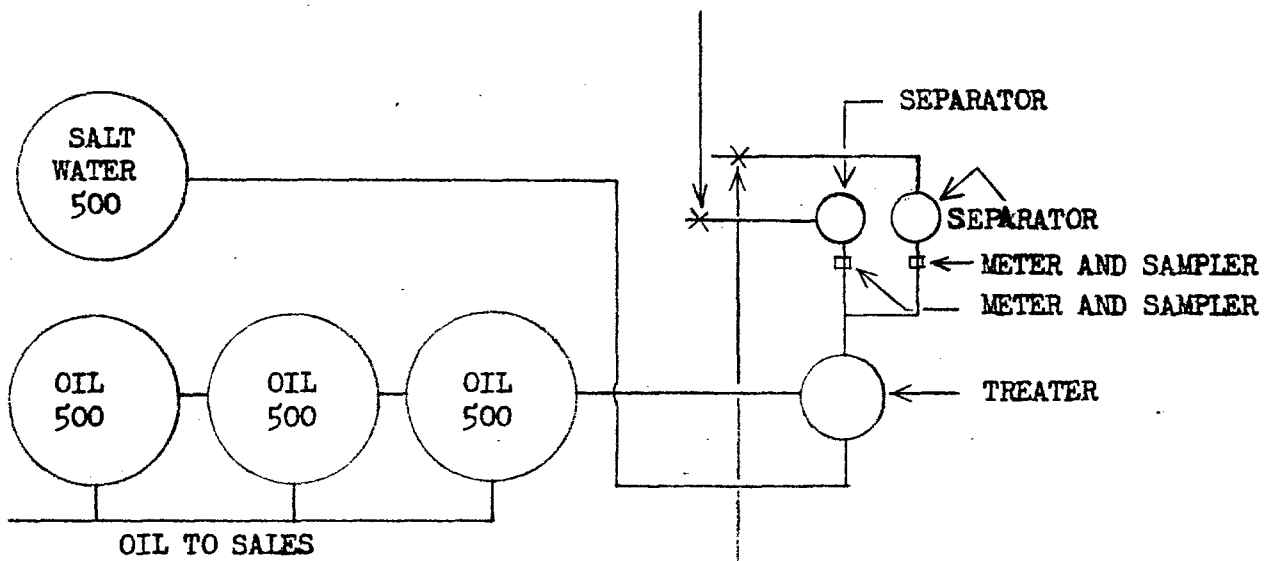 SEPARATOR
SALT
WATER
500
SEPARATOR
METER AND SAMPLER
METER AND SAMPLER
OIL
500
OIL
500
OIL
500
TREATER
OIL TO SALES